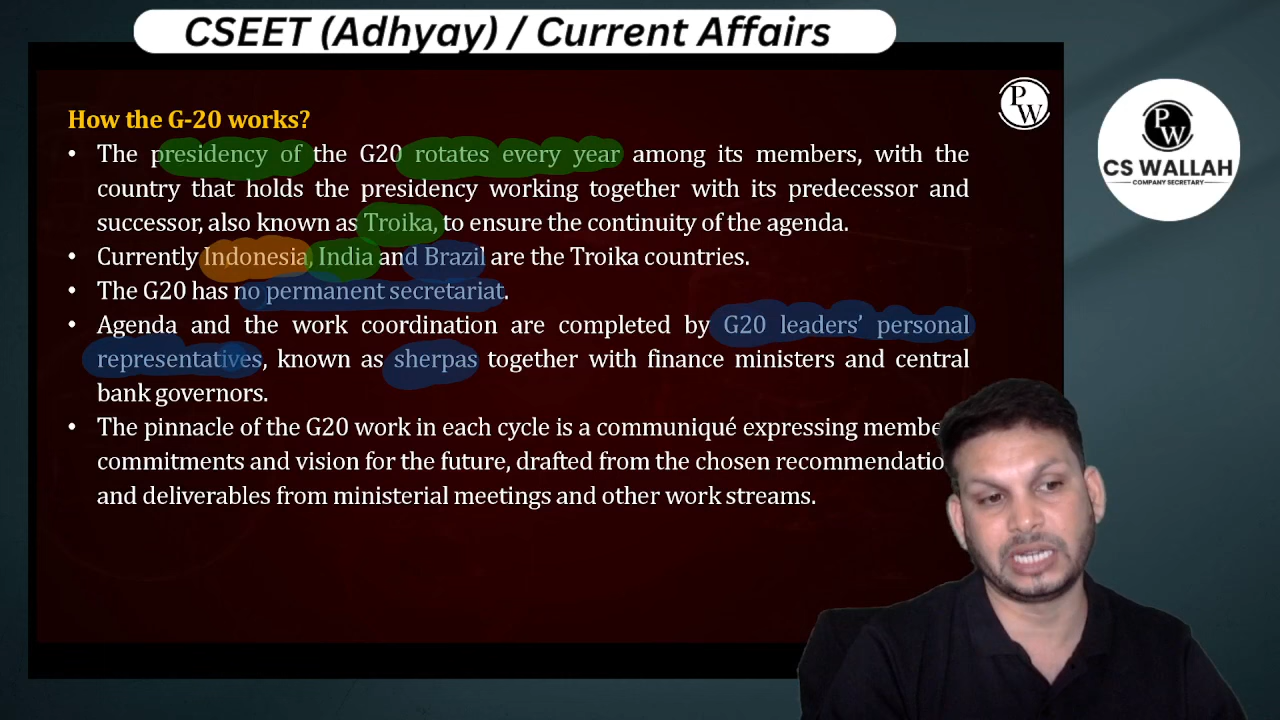 CSEET (Adhyay) / Current Affairs
PW
PW
CS WALLAH
COMPANY SECRETARY
How the G-20 works?
• The presidency of the G20 rotates every year among its members, with the
country that holds the presidency working together with its predecessor and
successor, also known as Troika, to ensure the continuity of the agenda.
• Currently Indonesia, India and Brazil are the Troika countries.
• The G20 has no permanent secretariat.
• Agenda and the work coordination are completed by G20 leaders’ personal
representatives, known as sherpas together with finance ministers and central
bank governors.
• The pinnacle of the G20 work in each cycle is a communiqué expressing
commitments and vision for the future, drafted from the chosen
and deliverables from ministerial meetings and other work streams.